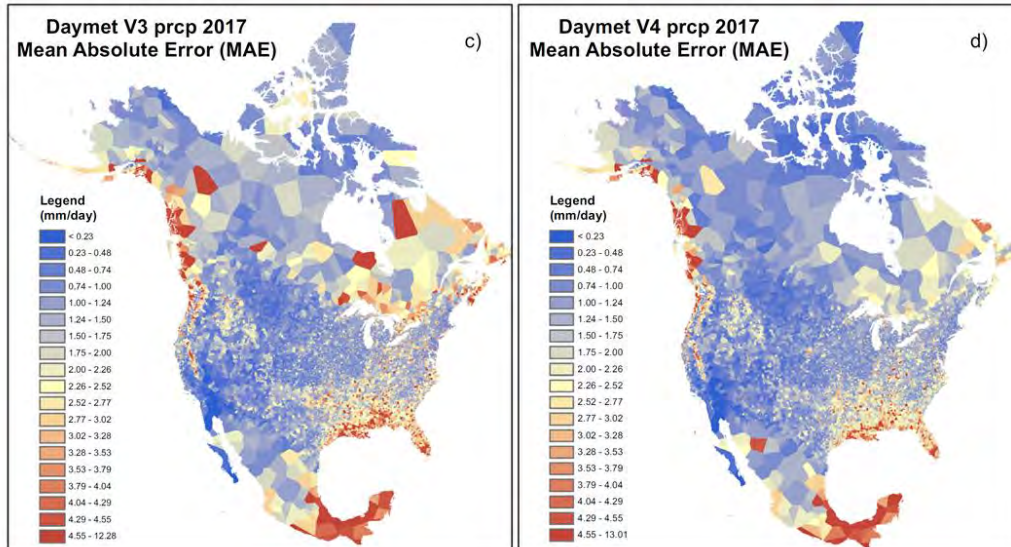 Daymet V3 prcp 2017
Mean Absolute Error (MAE)
c)
Legend
(mm/day)
< 0.23
0.23 - 0.48
0.48 - 0.74
0.74 - 1.00
1.00 - 1.24
1.24 - 1.50
1.50 - 1.75
1.75 - 2.00
2.00 - 2.26
2.26 - 2.52
2.52 - 2.77
2.77 - 3.02
3.02 - 3.28
3.28 - 3.53
3.53 - 3.79
3.79 - 4.04
4.04 - 4.29
4.29 - 4.55
4.55 - 12.28
Daymet V4 prcp 2017
Mean Absolute Error (MAE)
d)
Legend
(mm/day)
< 0.23
0.23 - 0.48
0.48 - 0.74
0.74 - 1.00
1.00 - 1.24
1.24 - 1.50
1.50 - 1.75
1.75 - 2.00
2.00 - 2.26
2.26 - 2.52
2.52 - 2.77
2.77 - 3.02
3.02 - 3.28
3.28 - 3.53
3.53 - 3.79
3.79 - 4.04
4.04 - 4.29
4.29 - 4.55
4.55 - 13.01